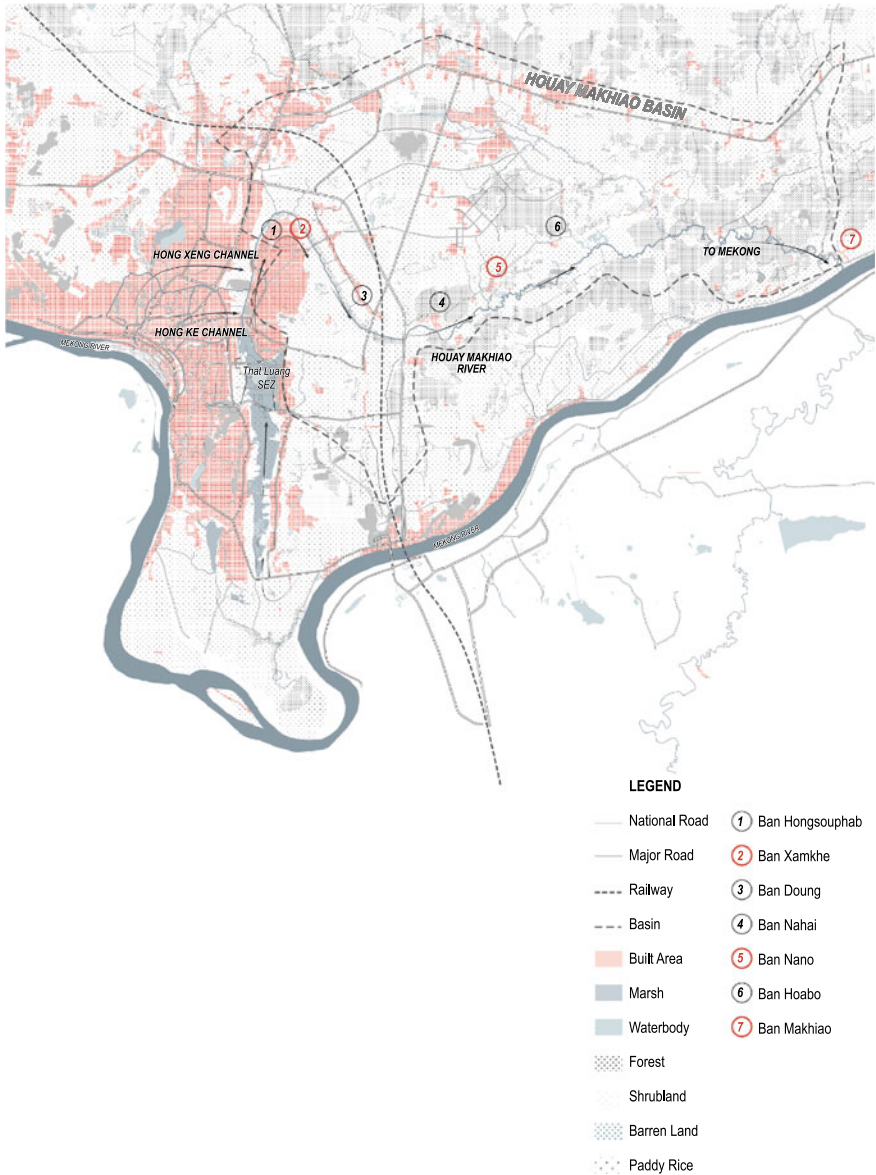 HOUAY MAKHIAO BASIN
1
2
6
7
HONG XENG CHANNEL
TO MEKONG
5
3
4
HONG KE CHANNEL
MEKONG RIVER
HOUAY MAKHIAO
RIVER
That Luang
SEZ
MEKONG RIVER
LEGEND
National Road
Major Road
Railway
Basin
Built Area
Marsh
Waterbody
Forest
Shrubland
Barren Land
Paddy Rice
1 Ban Hongsouphab
2 Ban Xamkhe
3 Ban Doung
4 Ban Nahai
5 Ban Nano
6 Ban Hoabo
7 Ban Makhiao